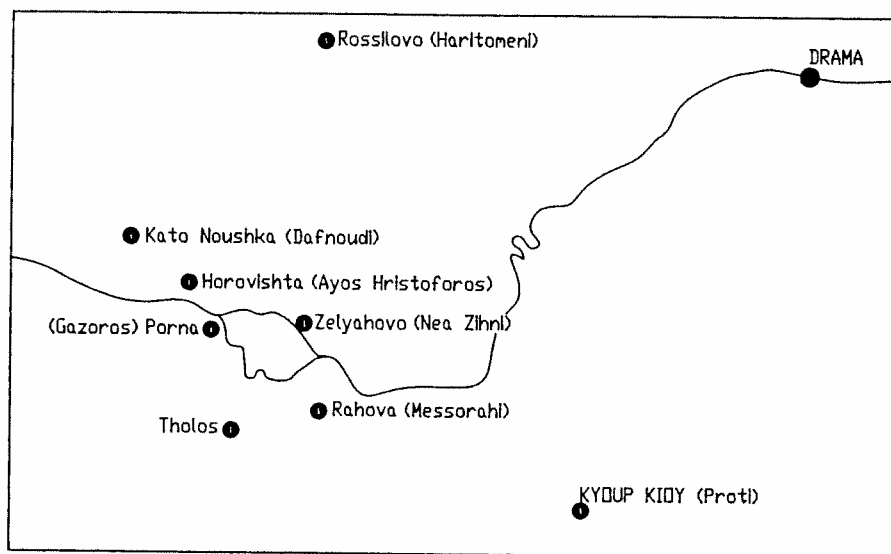 Rossilovo (Haritomeni)
DRAMA
Kato Noushka (Dafnoudi)
Horovishta (Ayos Hristoforos)
(Gazoros) Porna
Zelyahovo (Nea Zihni)
Rahova (Messorahi)
Tholos
KYOUP KIOY (Proti)